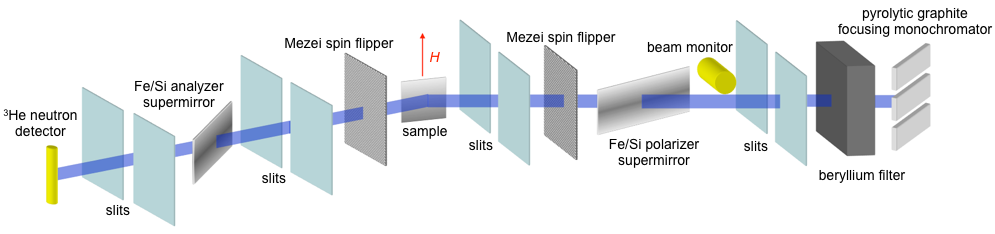 pyrolytic graphite
focusing monochromator
Mezei spin flipper
H
Mezei spin flipper
beam monitor
Fe/Si analyzer
supermirror
³He neutron
detector
sample
slits
Fe/Si polarizer
supermirror
slits
beryllium filter
slits
slits